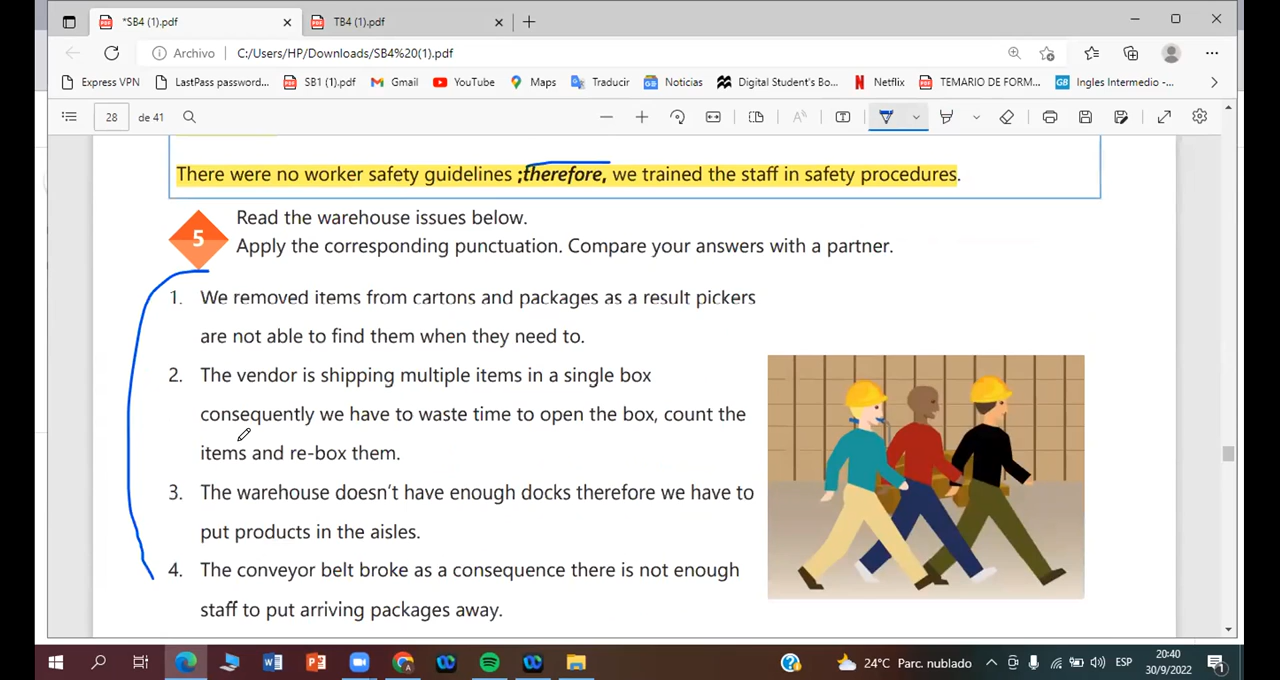 *SB4 (1).pdf
TB4 (1).pdf
Archivo
C:/Users/HP/Downloads/SB4%20(1).pdf
Express VPN
LastPass password...
SB1 (1).pdf
Gmail
YouTube
Maps
Traducir
Noticias
Digital Student's Bo...
Netflix
TEMARIO DE FORM...
Ingles Intermedio -...
28 de 41
There were no worker safety guidelines ;therefore, we trained the staff in safety procedures.
5
Read the warehouse issues below.
Apply the corresponding punctuation. Compare your answers with a partner.
1. We removed items from cartons and packages as a result pickers
are not able to find them when they need to.
2. The vendor is shipping multiple items in a single box
consequently we have to waste time to open the box, count the
items and re-box them.
3. The warehouse doesn't have enough docks therefore we have to
put products in the aisles.
4. The conveyor belt broke as a consequence there is not enough
staff to put arriving packages away.
24°C Parc. nublado
ESP
20:40
30/9/2022